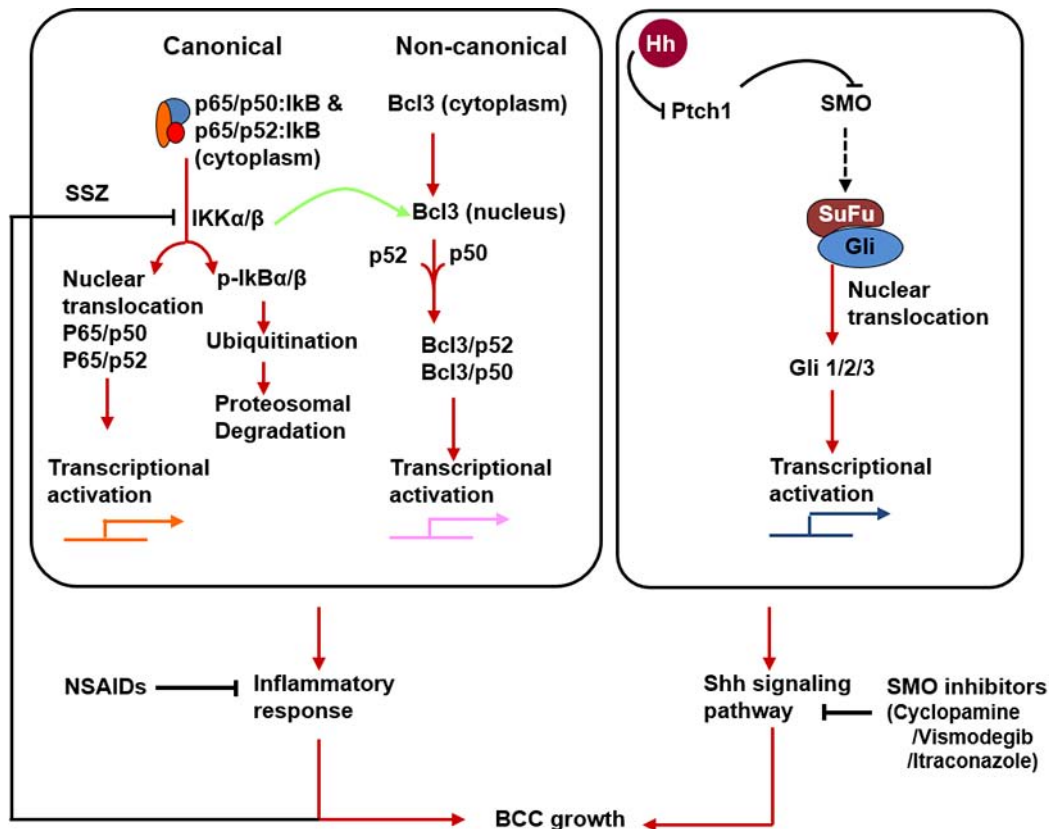 Canonical
p65/p50:IkB &
p65/p52:IkB
(cytoplasm)
SSZ
IKKα/β
Nuclear
translocation
P65/p50
P65/p52
p-IkBα/β
Ubiquitination
Proteosomal
Degradation
Transcriptional
activation
Non-canonical
Bcl3 (cytoplasm)
Bcl3 (nucleus)
p52
p50
Bcl3/p52
Bcl3/p50
Transcriptional
activation
Hh
Ptch1
SMO
SuFu
Gli
Nuclear
translocation
Gli 1/2/3
Transcriptional
activation
NSAIDs
Inflammatory
response
Shh signaling
pathway
SMO inhibitors
(Cyclopamine
/Vismodegib
/Itraconazole)
BCC growth